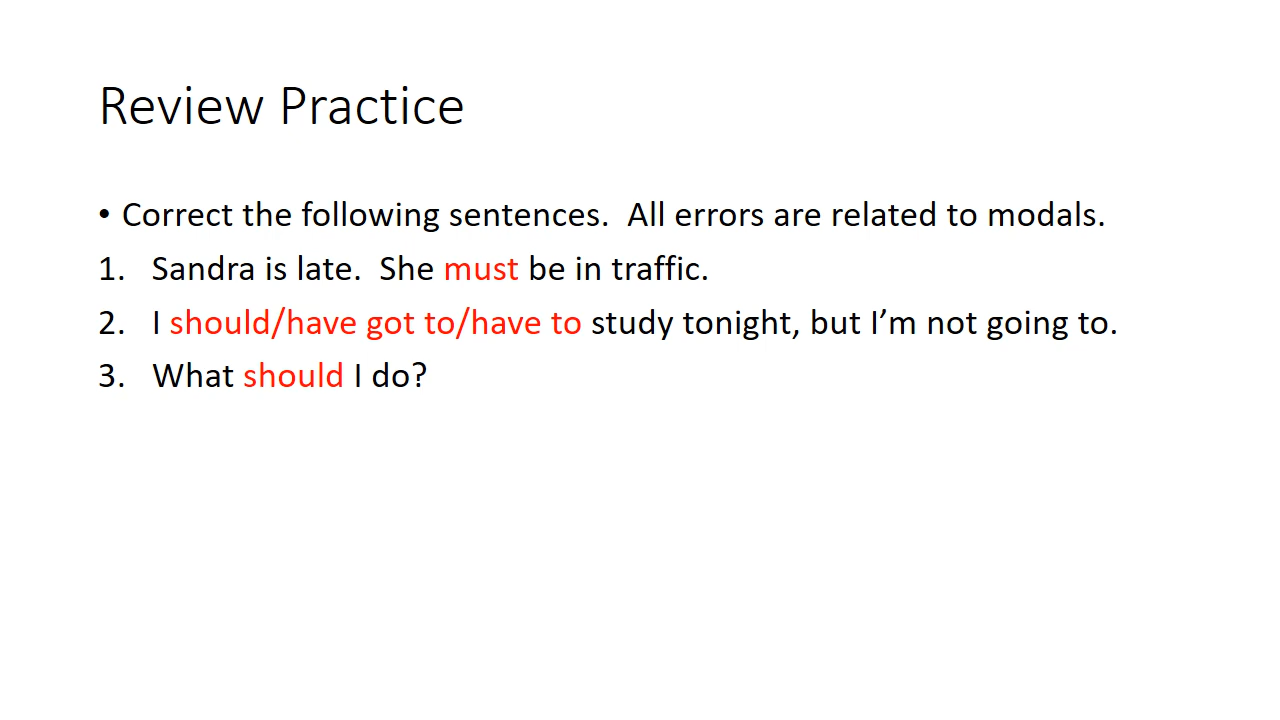 Review Practice
• Correct the following sentences.  All errors are related to modals.
1. Sandra is late.  She must be in traffic.
2. I should/have got to/have to study tonight, but I’m not going to.
3. What should I do?